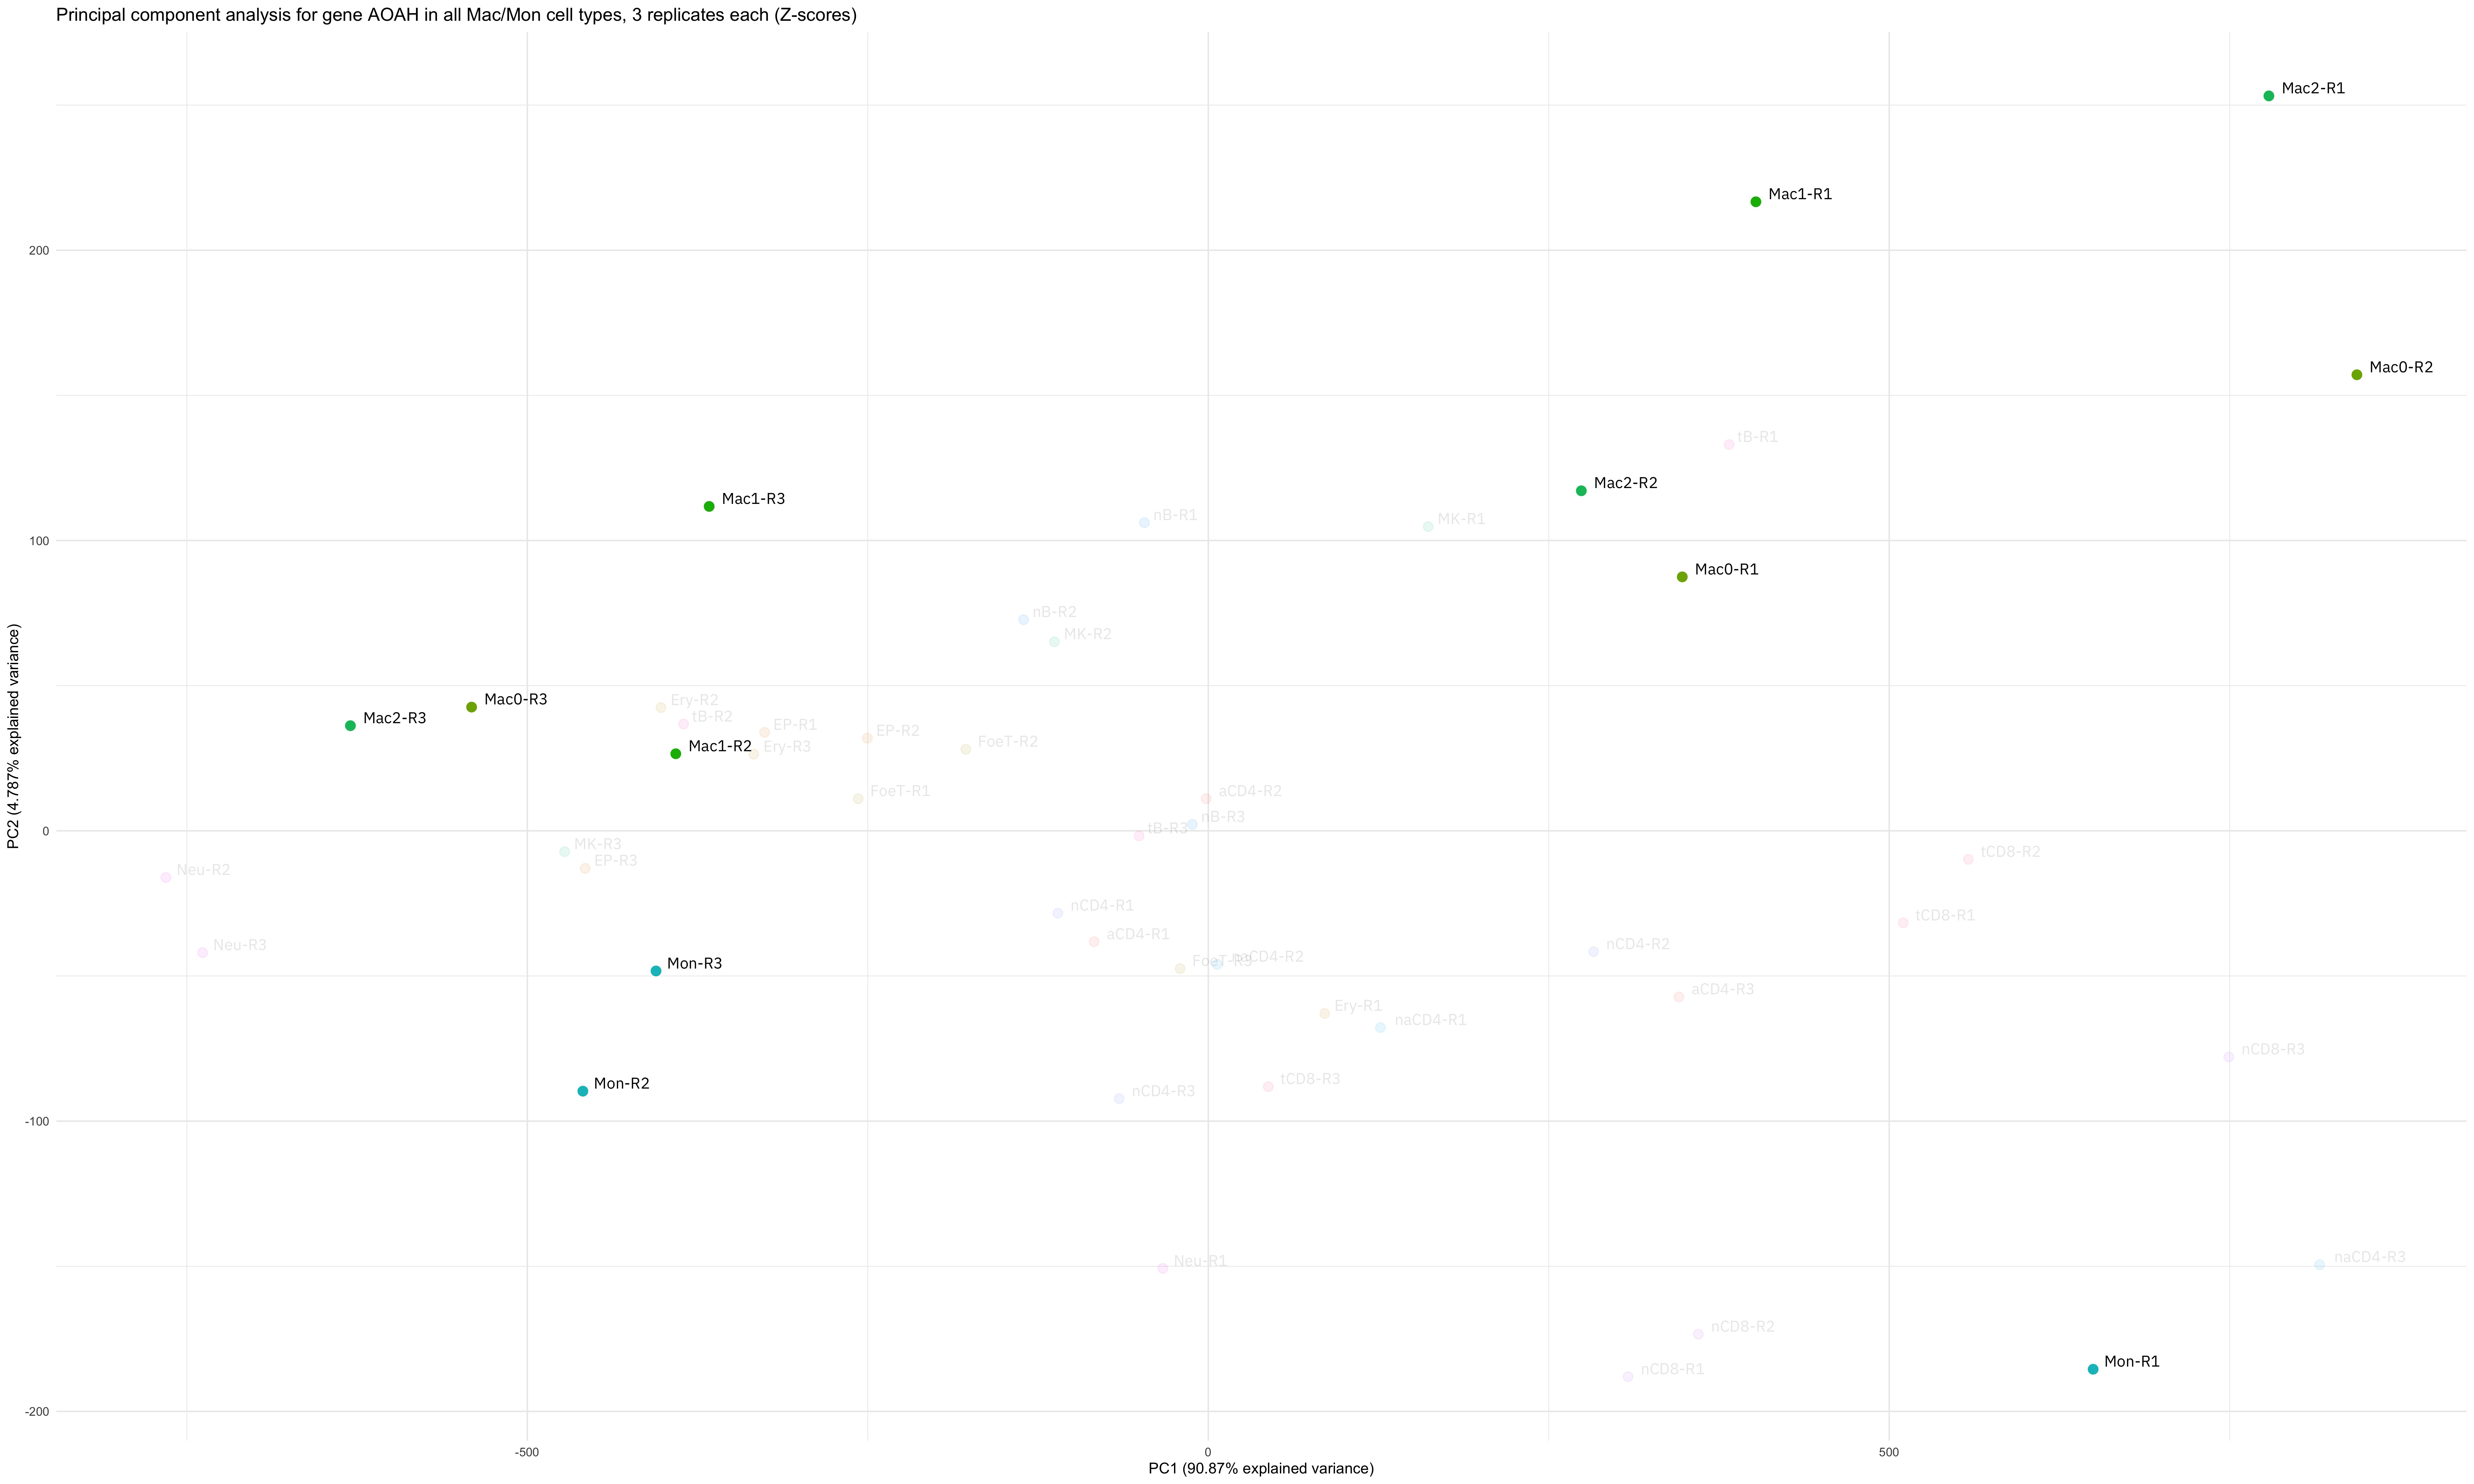 Principal component analysis for gene AOAH in all Mac/Mon cell types, 3 replicates each (Z-scores)
Mac2-R1
Mac1-R1
200
Mac0-R2
tB-R1
Mac2-R2
Mac1-R3
nB-R1
MK-R1
100
Mac0-R1
nB-R2
MK-R2
Mac0-R3
Ery-R2
Mac2-R3
tB-R2
EP-R1
EP-R2
Mac1-R2
Ery-R3
FoeT-R2
FoeT-R1
aCD4-R2
nB-R3
tB-R3
0
MK-R3
EP-R3
tCD8-R2
Neu-R2
nCD4-R1
tCD8-R1
aCD4-R1
Neu-R3
nCD4-R2
naCD4-R2
FoeT-R3
Mon-R3
aCD4-R3
Ery-R1
naCD4-R1
nCD8-R3
Mon-R2
tCD8-R3
nCD4-R3
-100
Neu-R1
naCD4-R3
nCD8-R2
nCD8-R1
Mon-R1
-200
-500
0
500
PC1 (90.87% explained variance)
PC2 (4.787% explained variance)